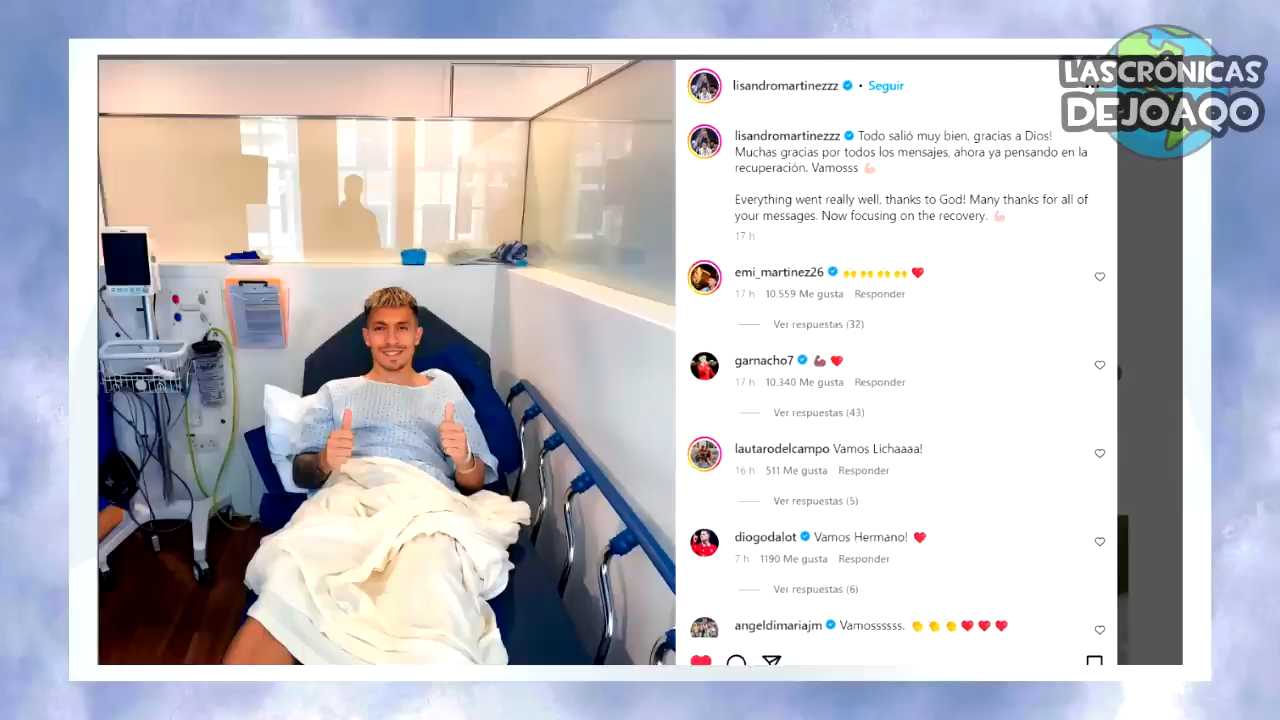 LAS CRÓNICAS
DE JOAQO
lisandromartinezzz • Seguir
lisandromartinezzz Todo salió muy bien, gracias a Dios!
Muchas gracias por todos los mensajes, ahora ya pensando en la
recuperación. Vamosss 💪🏻
Everything went really well, thanks to God! Many thanks for all of
your messages. Now focusing on the recovery. 💪🏻
17 h
emi_martinez26 🙌🙌🙌🙌❤️
17 h 10.559 Me gusta Responder
Ver respuestas (32)
garnacho7 💪🏾❤️
17 h 10.340 Me gusta Responder
Ver respuestas (43)
lautarodelcampo Vamos Lichaaaa!
16 h 511 Me gusta Responder
Ver respuestas (5)
diogodalot Vamos Hermano! ❤️
7 h 1190 Me gusta Responder
Ver respuestas (6)
angeldimariajm Vamossssss. 👏👏👏❤️❤️❤️